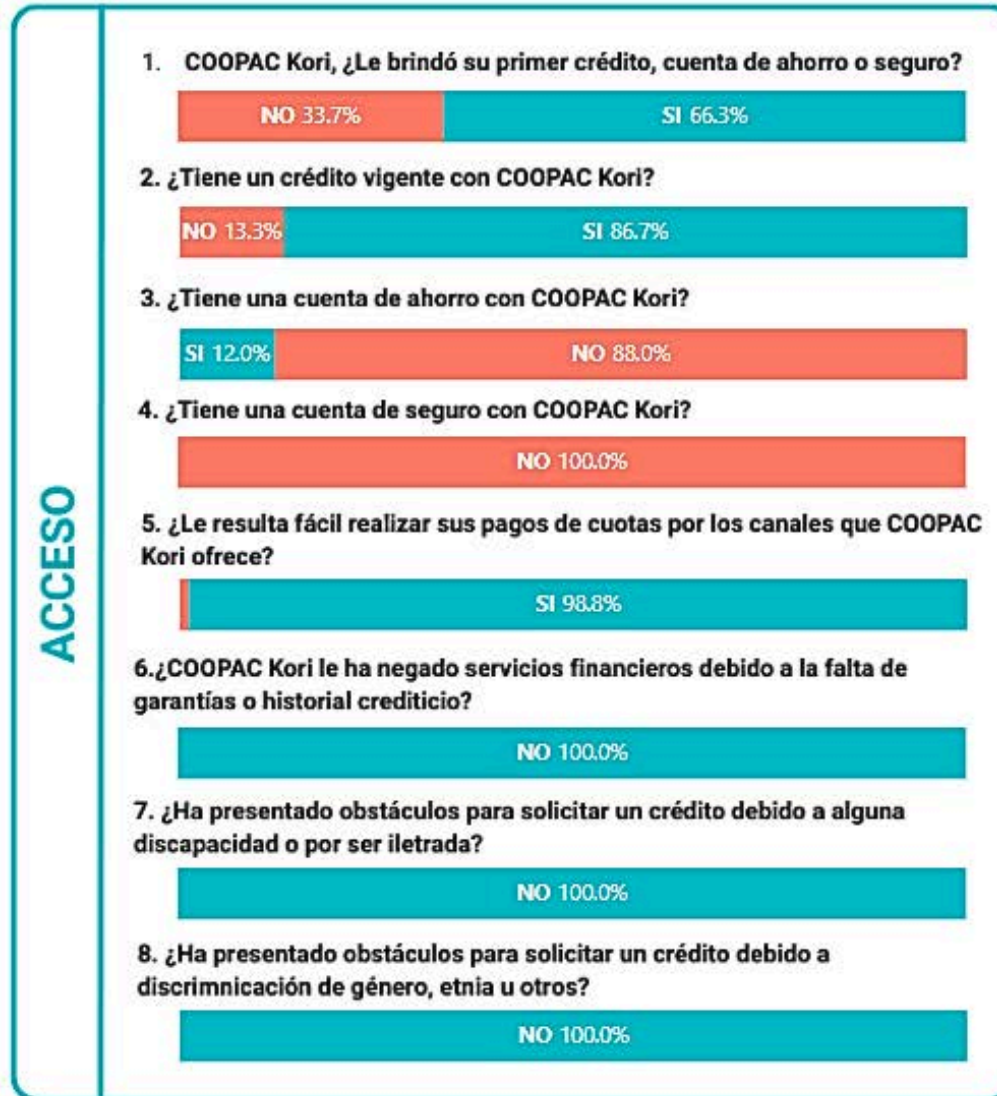 ACCESO
1. COOPAC Kori, ¿Le brindó su primer crédito, cuenta de ahorro o seguro?
NO 33.7% SI 66.3%
2. ¿Tiene un crédito vigente con COOPAC Kori?
NO 13.3% SI 86.7%
3. ¿Tiene una cuenta de ahorro con COOPAC Kori?
SI 12.0% NO 88.0%
4. ¿Tiene una cuenta de seguro con COOPAC Kori?
NO 100.0%
5. ¿Le resulta fácil realizar sus pagos de cuotas por los canales que COOPAC
Kori ofrece?
SI 98.8%
6.¿COOPAC Kori le ha negado servicios financieros debido a la falta de
garantías o historial crediticio?
NO 100.0%
7. ¿Ha presentado obstáculos para solicitar un crédito debido a alguna
discapacidad o por ser iletrada?
NO 100.0%
8. ¿Ha presentado obstáculos para solicitar un crédito debido a
discrimnicación de género, etnia u otros?
NO 100.0%